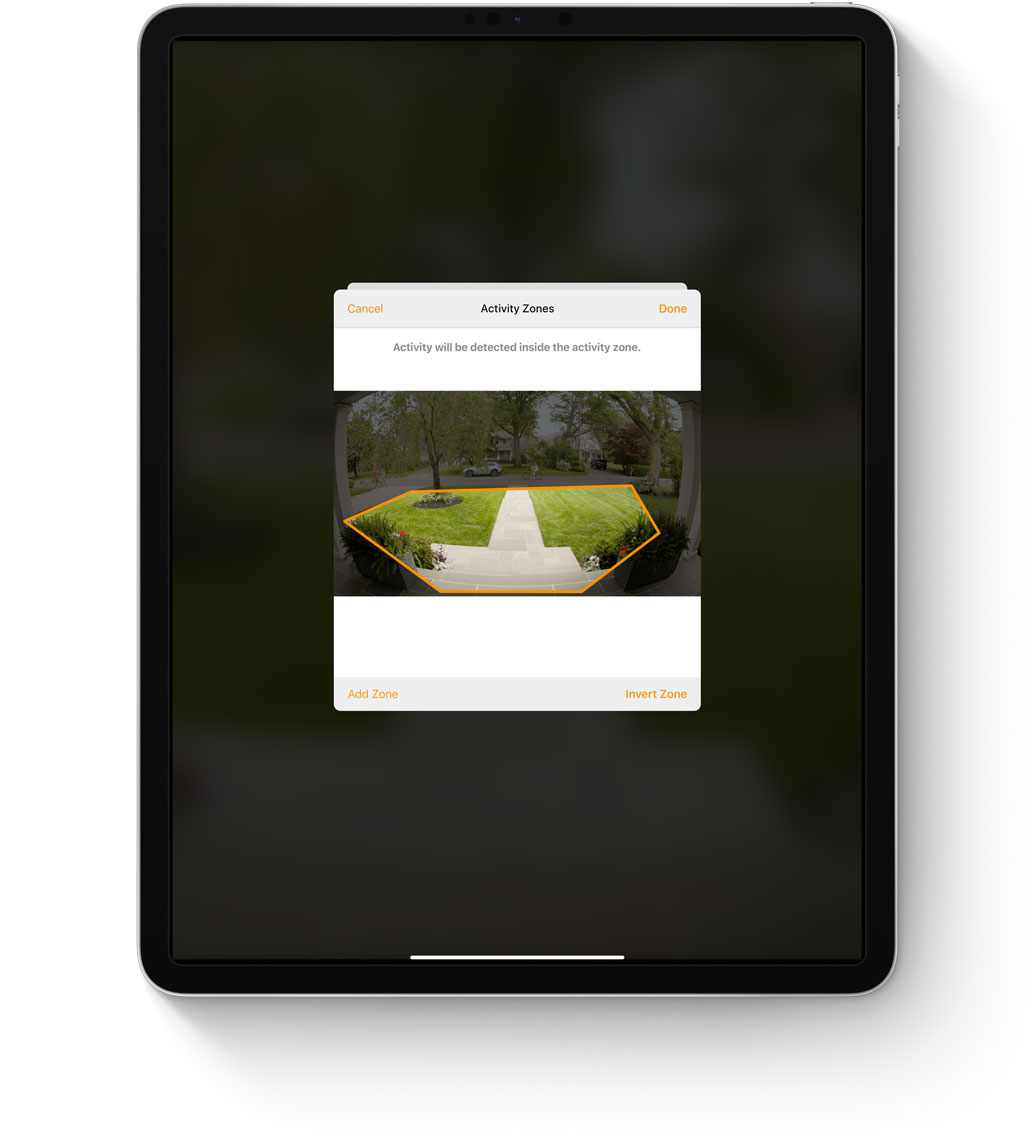 Cancel
Activity Zones
Done
Activity will be detected inside the activity zone.
Add Zone
Invert Zone